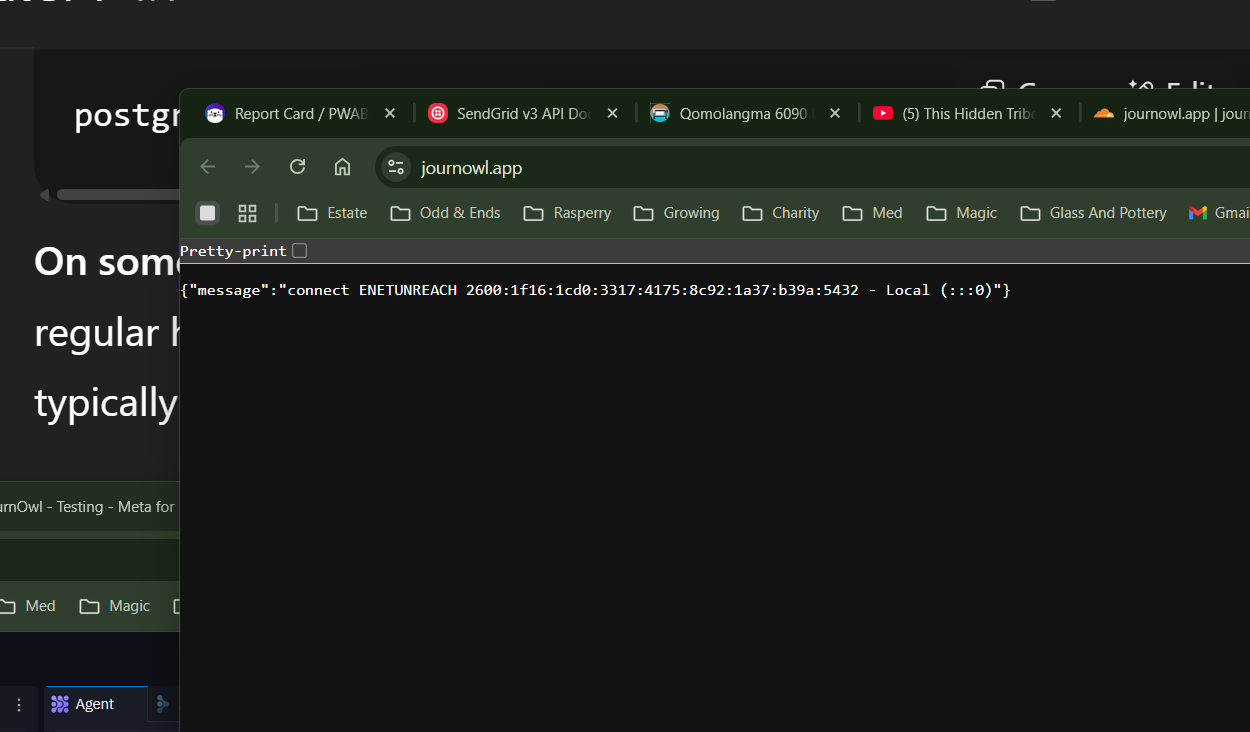 postgr
Report Card / PWAB
SendGrid v3 API Doc
Qomolangma 6090
(5) This Hidden Tribe
journowl.app | jour
journowl.app
Estate
Odd & Ends
Rasperry
Growing
Charity
Med
Magic
Glass And Pottery
Gmai
Pretty-print
{"message":"connect ENETUNREACH 2600:1f16:1cd0:3317:4175:8c92:1a37:b39a:5432 - Local (:::0)"}
On some
regular h
typically
urnOwl - Testing - Meta for
Med
Magic
Agent